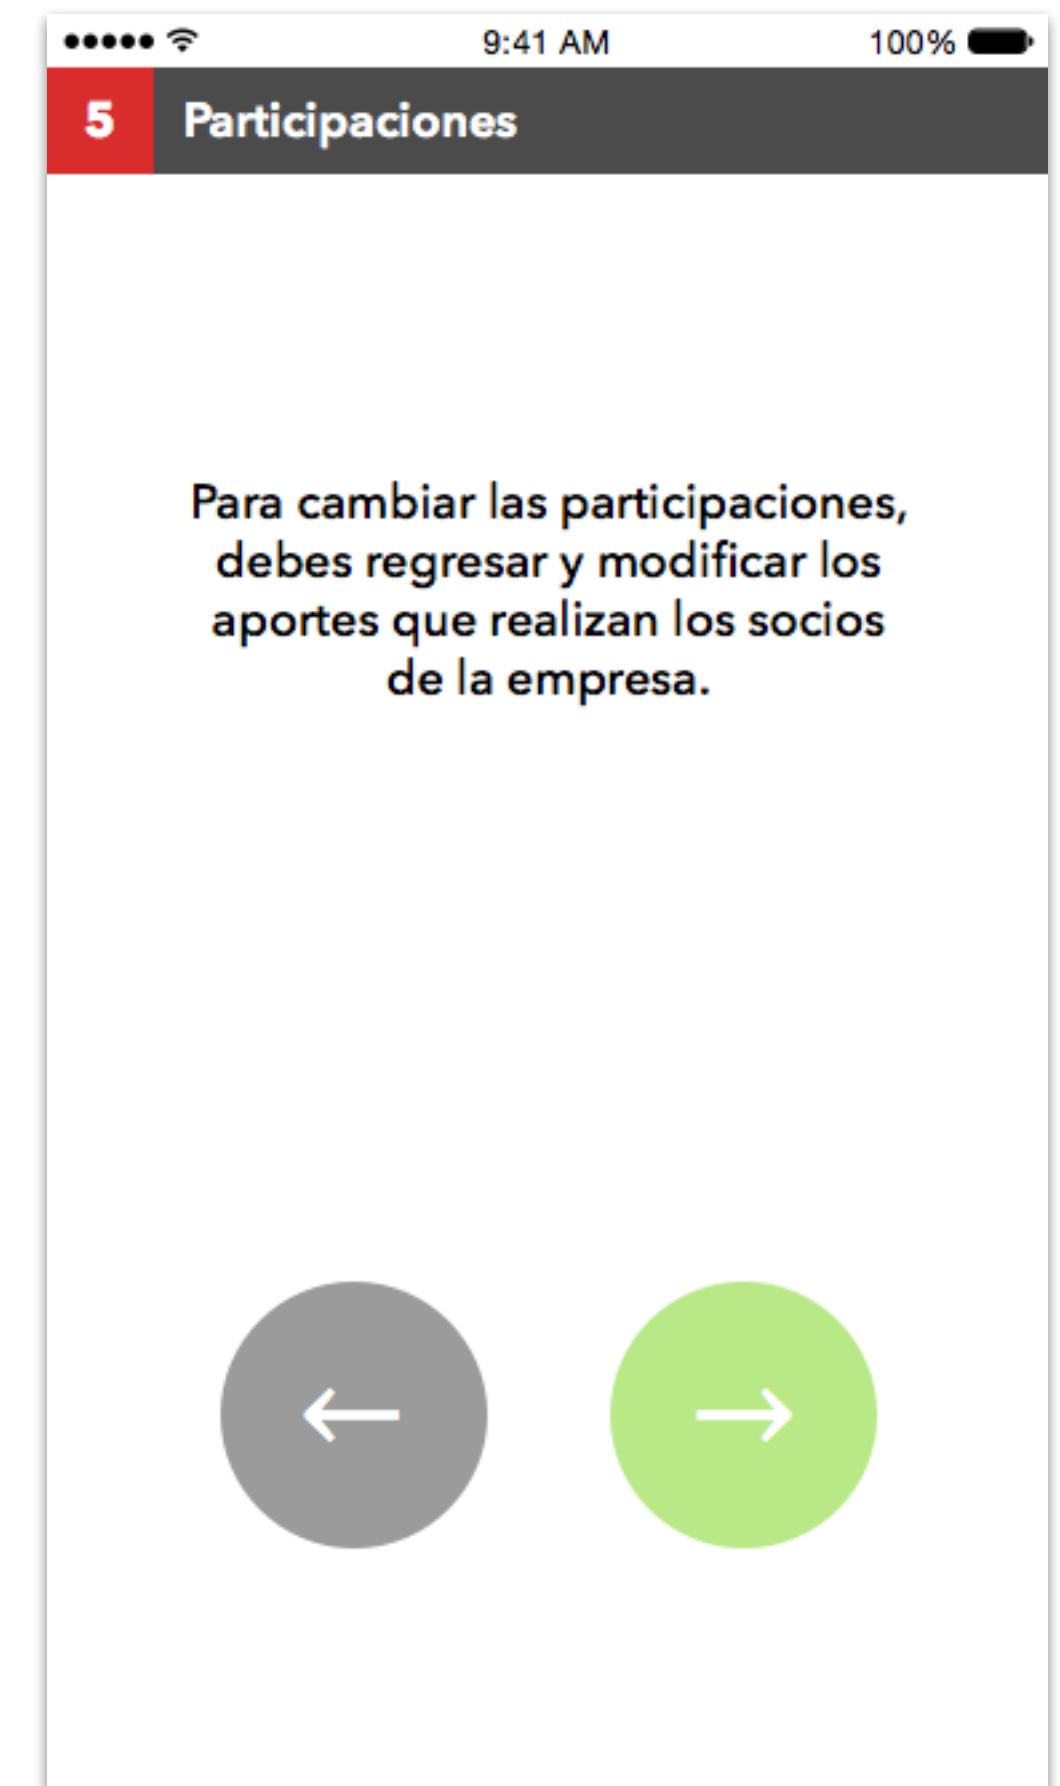 9:41 AM
100%
5
Participaciones
Para cambiar las participaciones,
debes regresar y modificar los
aportes que realizan los socios
de la empresa.